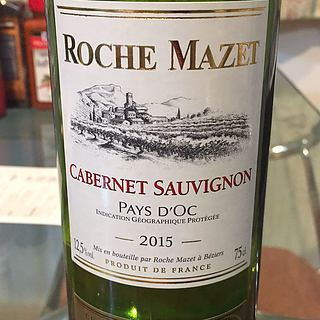 ROCHE MAZET
CABERNET SAUVIGNON
PAYS D'OC
INDICATION GÉOGRAPHIQUE PROTÉGÉE
2015
12,5%vol. Mis en bouteille par Roche Mazet à Béziers 75cl
PRODUIT DE FRANCE